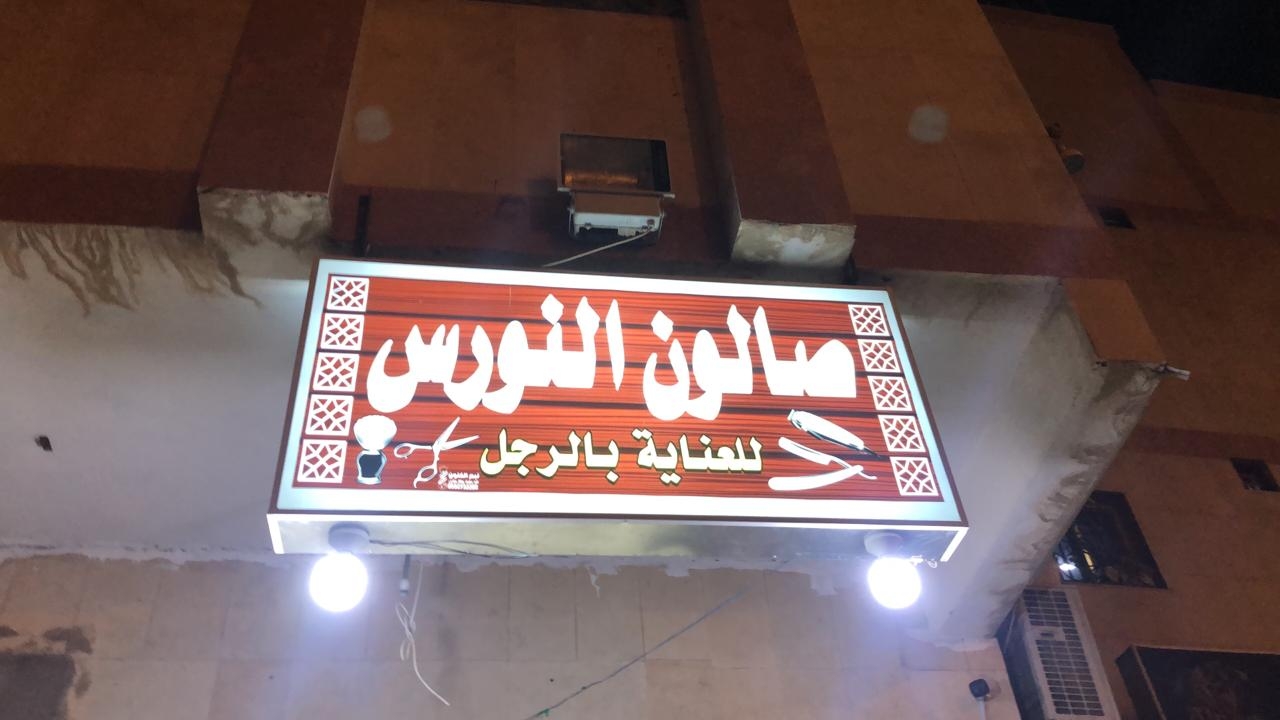 صالون النورس
للعناية بالرجل